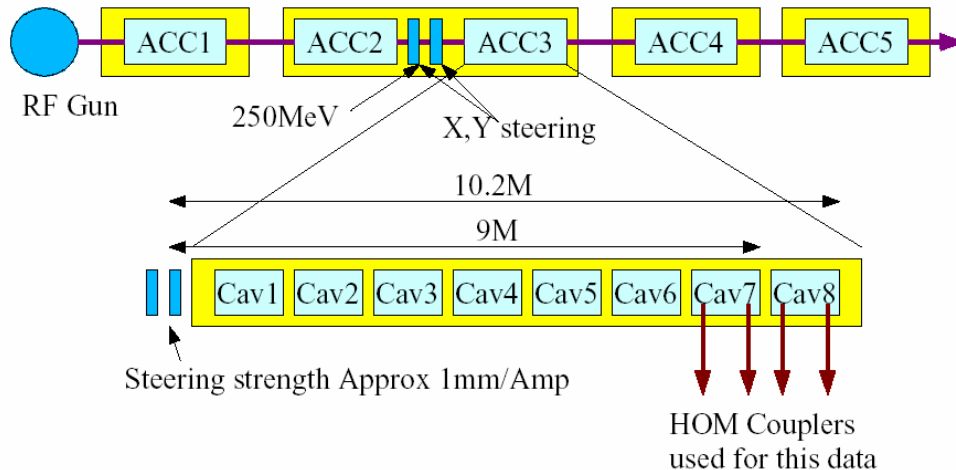 ACC1
ACC2
ACC3
ACC4
ACC5
RF Gun
250MeV
X,Y steering
10.2M
9M
Cav1
Cav2
Cav3
Cav4
Cav5
Cav6
Cav7
Cav8
Steering strength Approx 1mm/Amp
HOM Couplers
used for this data